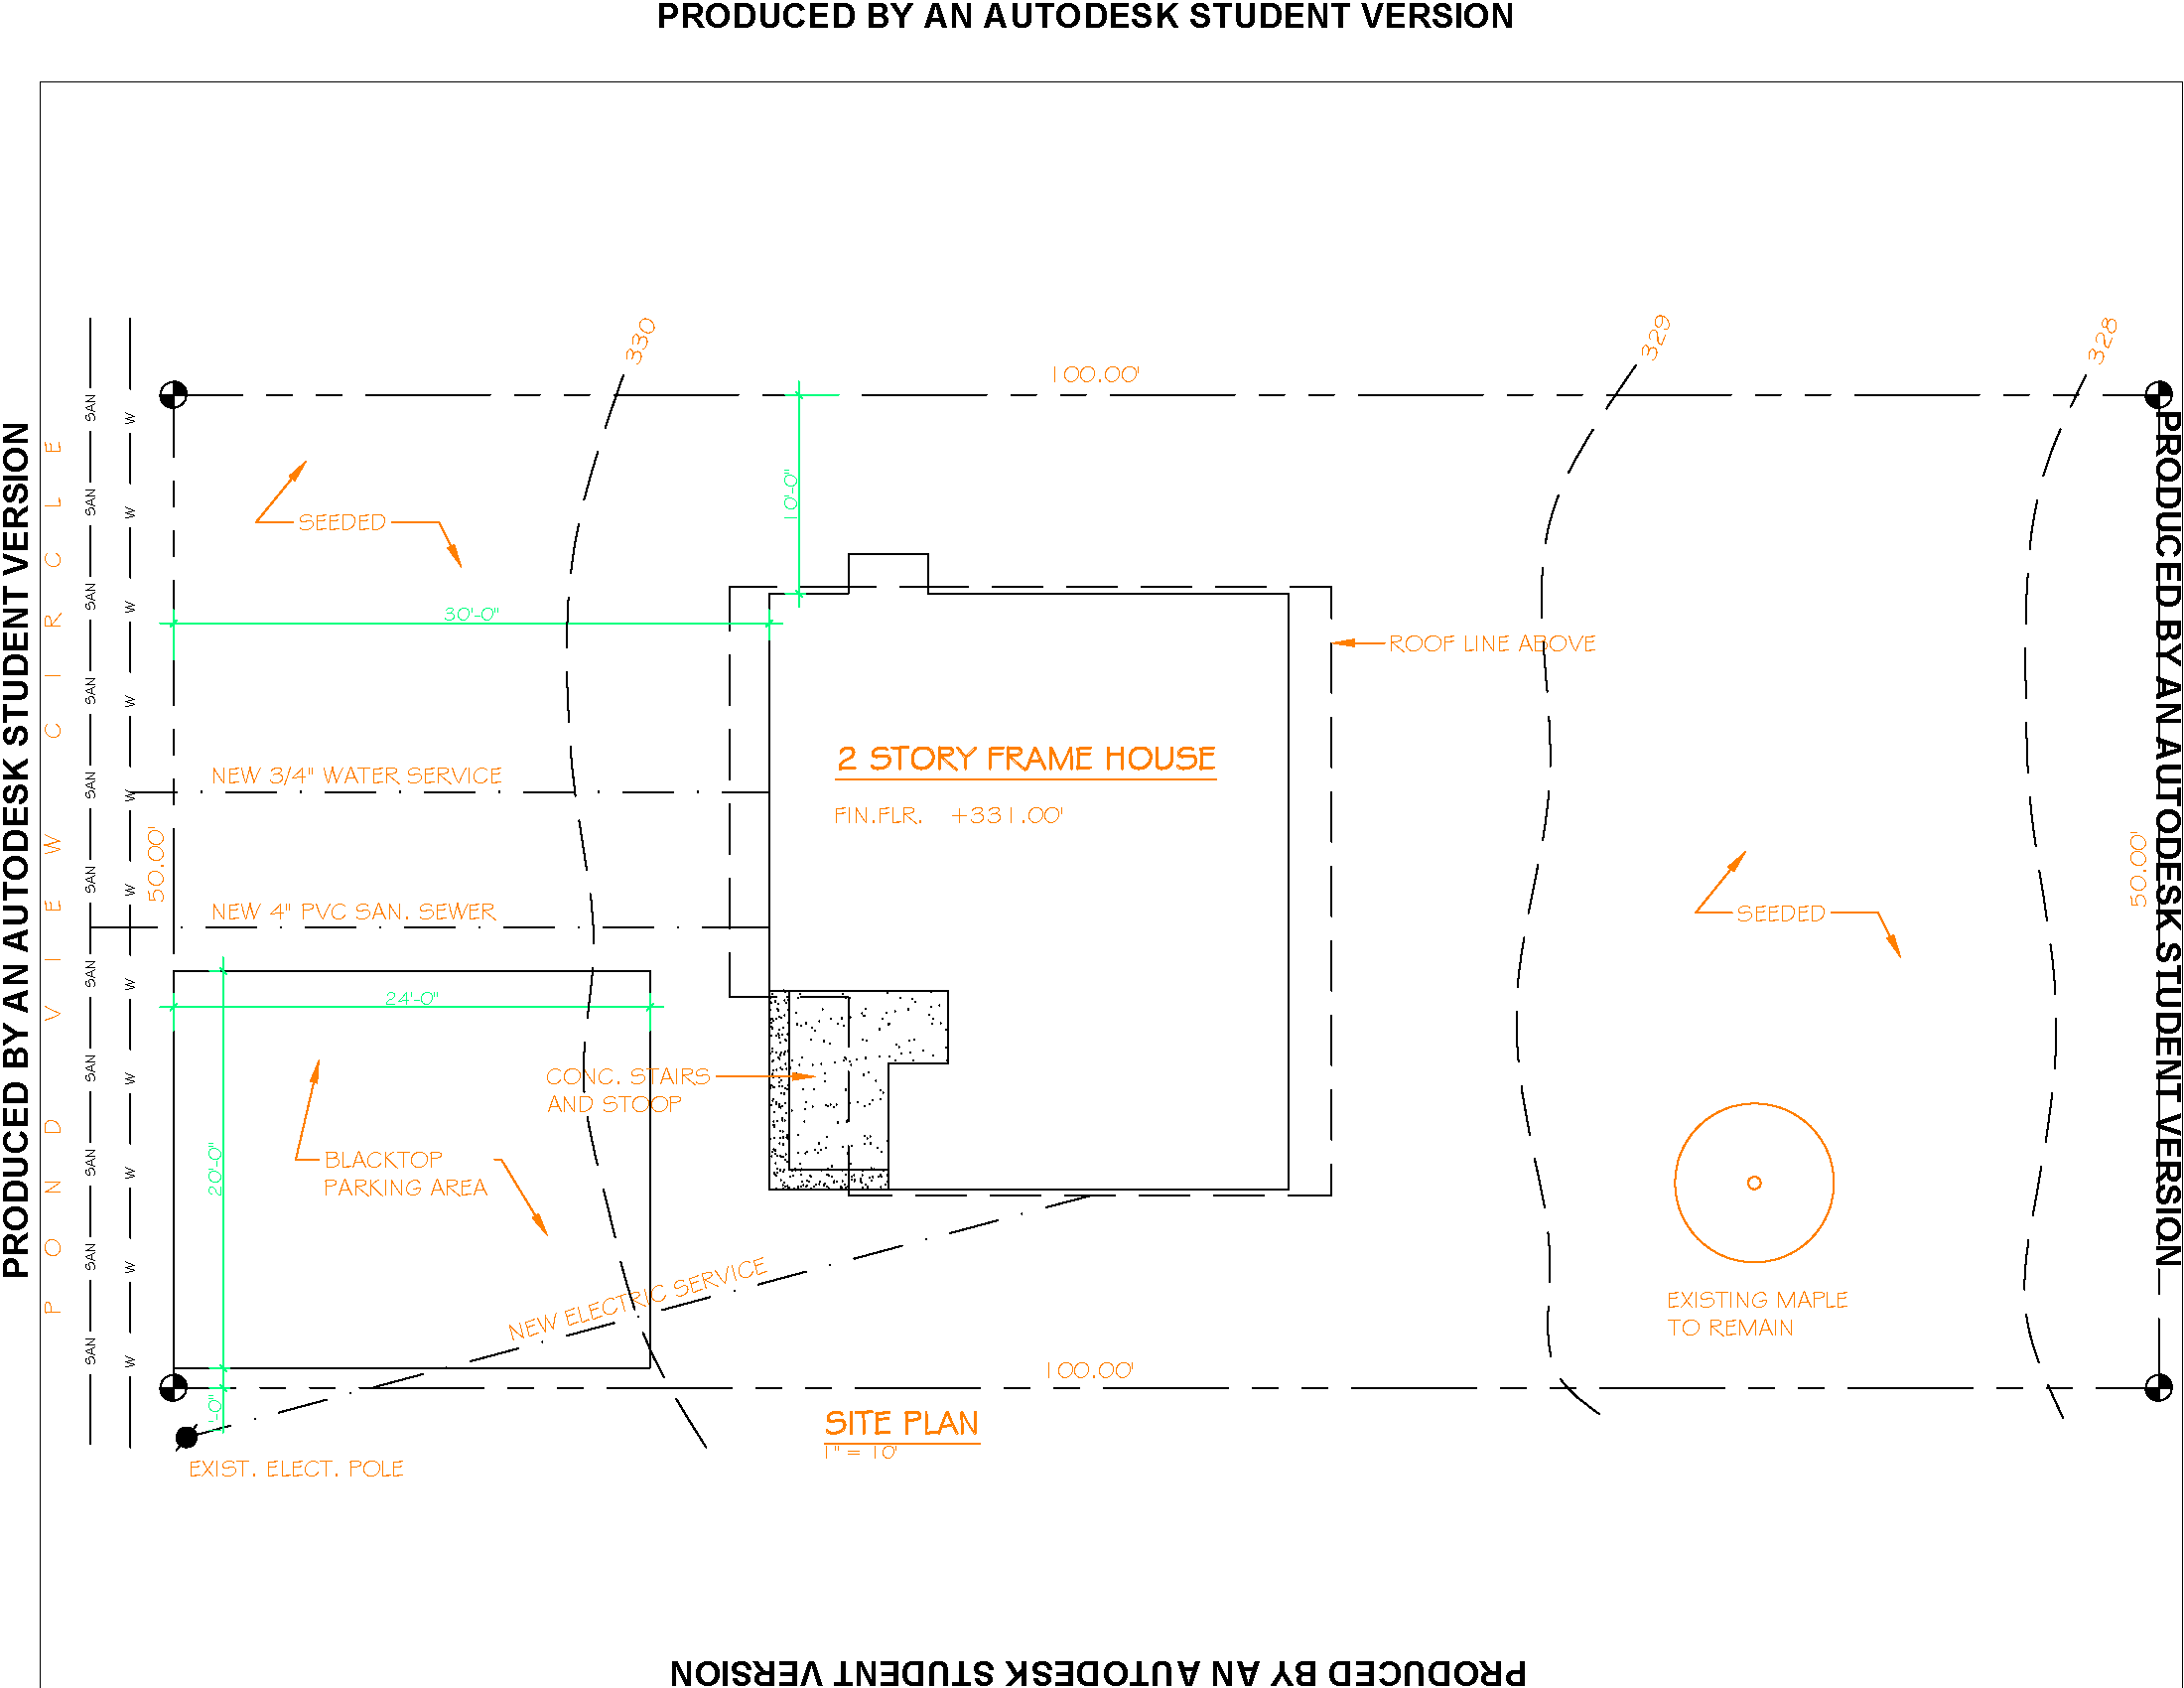 PRODUCED BY AN AUTODESK STUDENT VERSION
PRODUCED BY AN AUTODESK STUDENT VERSION
POND VIEW CIRCLE
SAN SAN SAN SAN SAN SAN SAN SAN SAN SAN SAN
W W W W W W W W W W W
330
329
328
100.00'
10'-0"
SEEDED
30'-0"
ROOF LINE ABOVE
2 STORY FRAME HOUSE
FIN.FLR. +331.00'
NEW 3/4" WATER SERVICE
50.00'
50.00'
NEW 4" PVC SAN. SEWER
SEEDED
24'-0"
CONC. STAIRS
AND STOOP
20'-0"
BLACKTOP
PARKING AREA
NEW ELECTRIC SERVICE
EXISTING MAPLE
TO REMAIN
100.00'
'-0"
SITE PLAN
1" = 10'
EXIST. ELECT. POLE
PRODUCED BY AN AUTODESK STUDENT VERSION
PRODUCED BY AN AUTODESK STUDENT VERSION